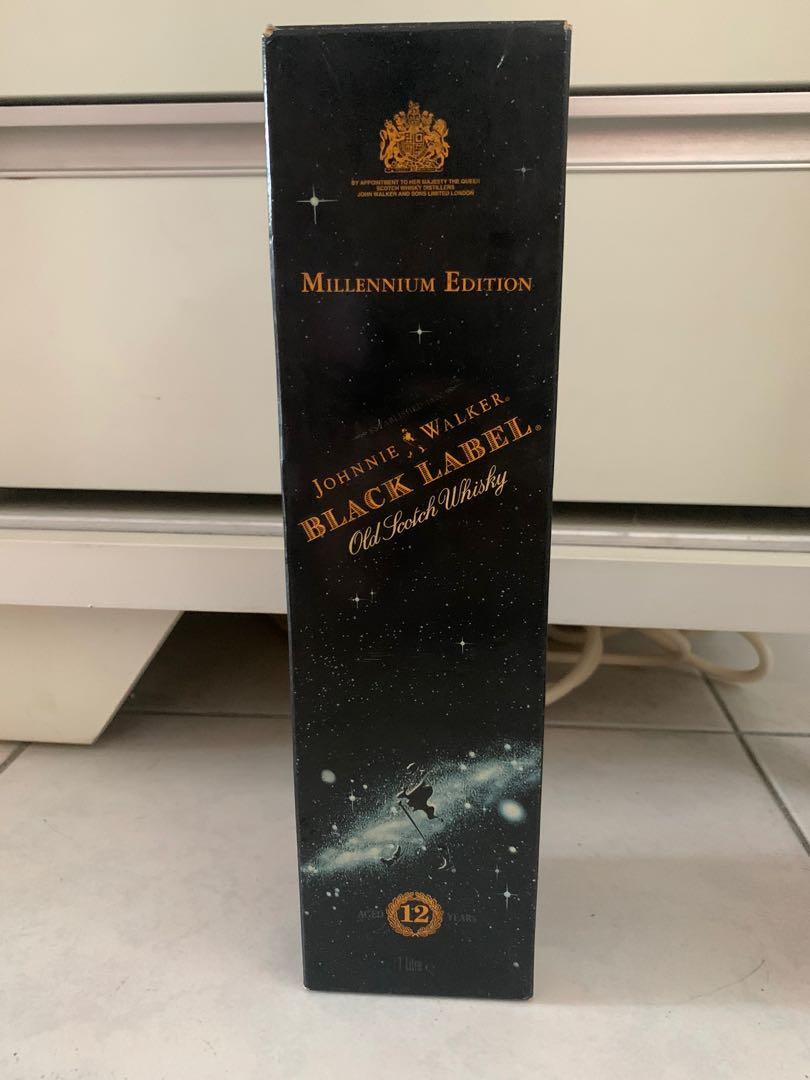 BY APPOINTMENT TO HER MAJESTY THE QUEEN
SCOTCH WHISKY DISTILLERS
JOHN WALKER AND SONS LIMITED LONDON
MILLENNIUM EDITION
JOHNNIE WALKER®
BLACK LABEL®
Old Scotch Whisky
AGED 12 YEARS
1 Litre e